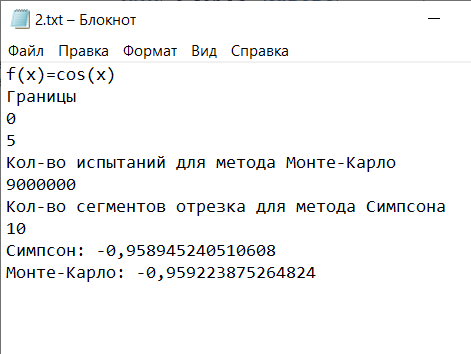 2.txt – Блокнот
Файл Правка Формат Вид Справка
f(x)=cos(x)
Границы
0
5
Кол-во испытаний для метода Монте-Карло
9000000
Кол-во сегментов отрезка для метода Симпсона
10
Симпсон: -0,958945240510608
Монте-Карло: -0,959223875264824